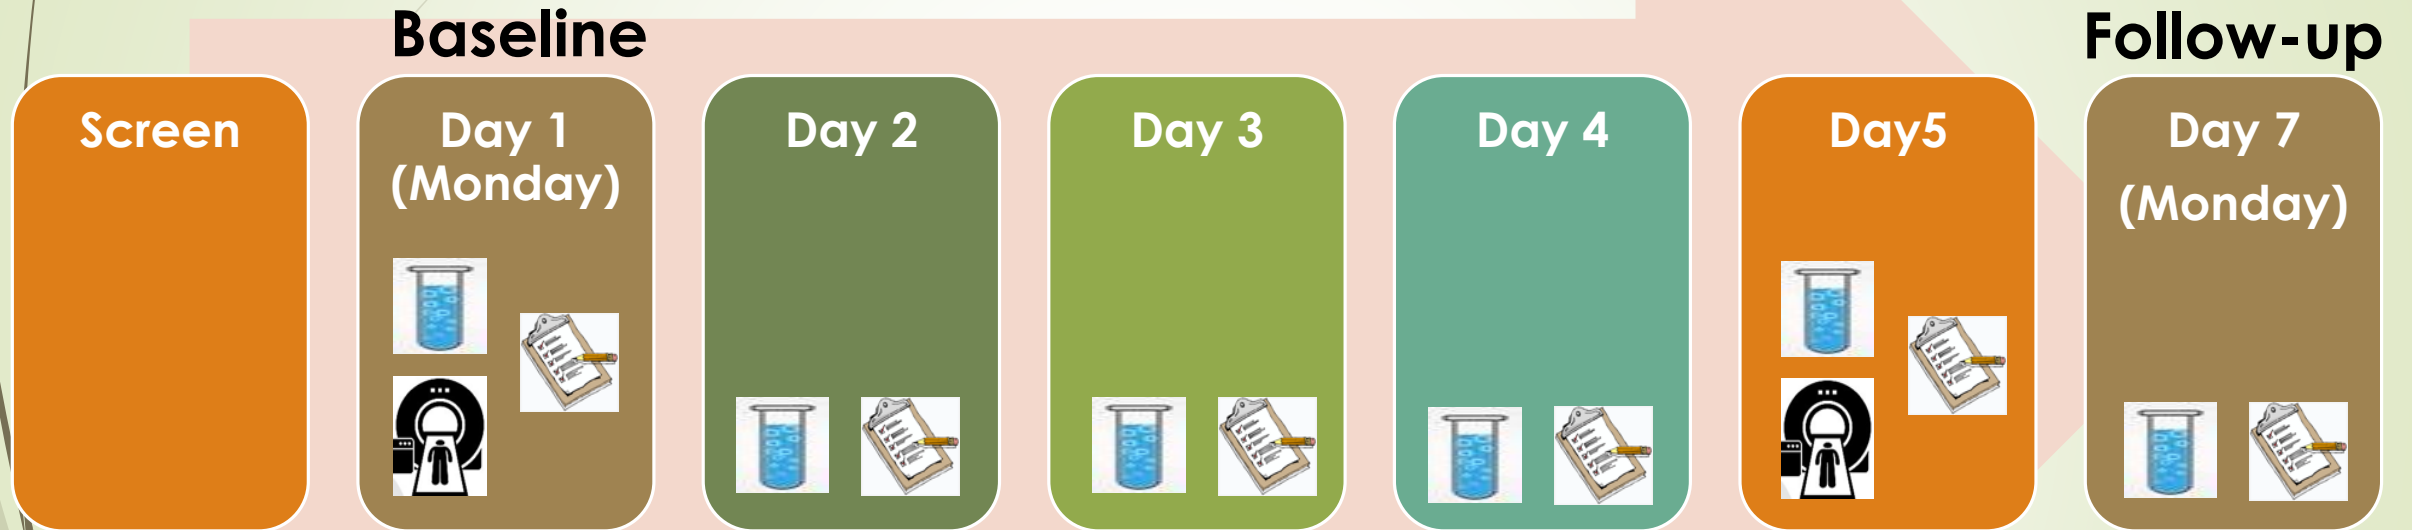 Baseline
Follow-up
Screen
Day 1
(Monday)
Day 2
Day 3
Day 4
Day5
Day 7
(Monday)